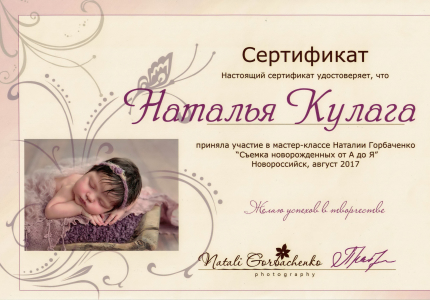 Сертификат
Настоящий сертификат удостоверяет, что
Наталья Кулага
приняла участие в мастер-классе Наталии Горбаченко
"Съемка новорожденных от А до Я"
Новороссийск, август 2017
Желаю успехов в творчестве
Natali Gorbachenko
photography